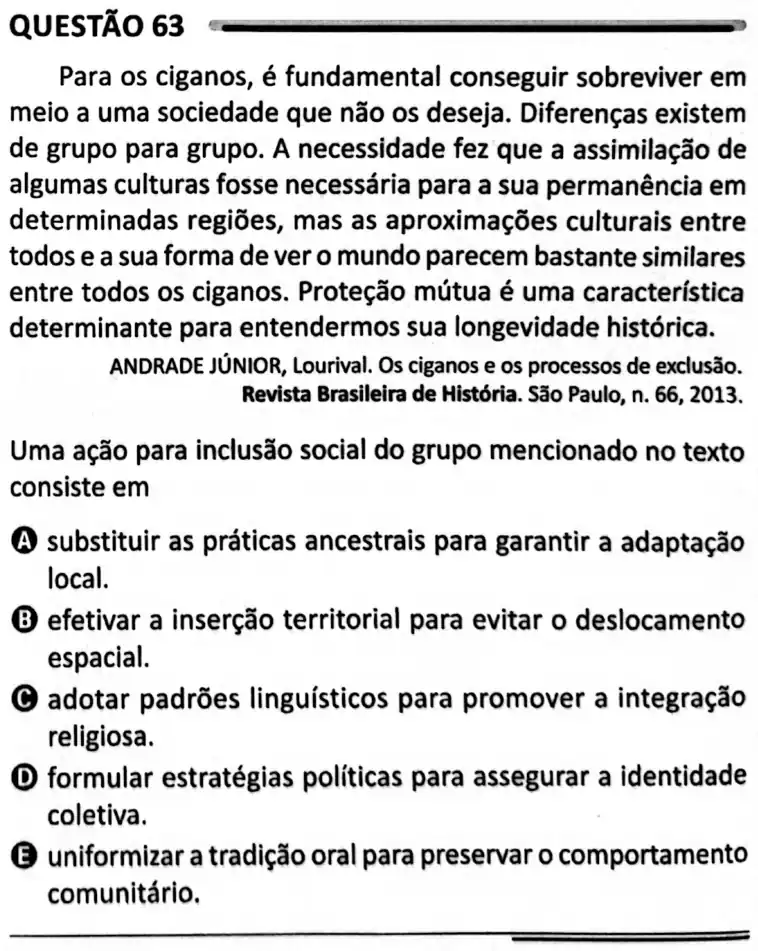 QUESTÃO 63
Para os ciganos, é fundamental conseguir sobreviver em
meio a uma sociedade que não os deseja. Diferenças existem
de grupo para grupo. A necessidade fez que a assimilação de
algumas culturas fosse necessária para a sua permanência em
determinadas regiões, mas as aproximações culturais entre
todos e a sua forma de ver o mundo parecem bastante similares
entre todos os ciganos. Proteção mútua é uma característica
determinante para entendermos sua longevidade histórica.
ANDRADE JÚNIOR, Lourival. Os ciganos e os processos de exclusão.
Revista Brasileira de História. São Paulo, n. 66, 2013.
Uma ação para inclusão social do grupo mencionado no texto
consiste em
A substituir as práticas ancestrais para garantir a adaptação
local.
B efetivar a inserção territorial para evitar o deslocamento
espacial.
C adotar padrões linguísticos para promover a integração
religiosa.
D formular estratégias políticas para assegurar a identidade
coletiva.
E uniformizar a tradição oral para preservar o comportamento
comunitário.